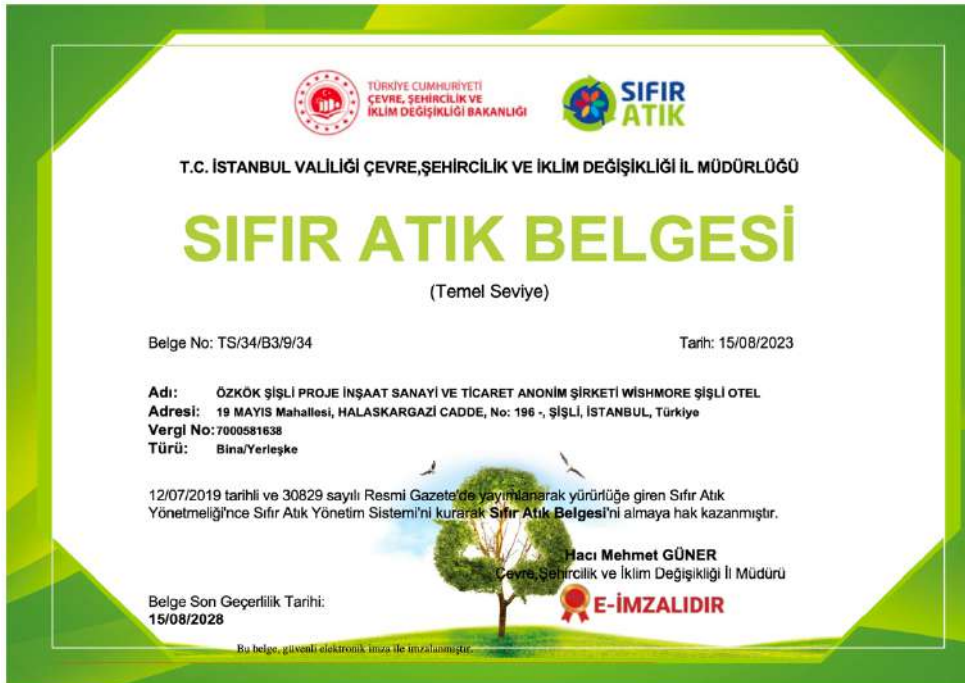 TÜRKİYE CUMHURİYETİ
ÇEVRE, ŞEHİRCİLİK VE
İKLİM DEĞİŞİKLİĞİ BAKANLIĞI
SIFIR
ATIK
T.C. İSTANBUL VALİLİĞİ ÇEVRE,ŞEHİRCİLİK VE İKLİM DEĞİŞİKLİĞİ İL MÜDÜRLÜĞÜ
SIFIR ATIK BELGESİ
(Temel Seviye)
Belge No: TS/34/B3/9/34 Tarih: 15/08/2023
Adı: ÖZKÖK ŞİŞLİ PROJE İNŞAAT SANAYİ VE TİCARET ANONİM ŞİRKETİ WİSHMORE ŞİŞLİ OTEL
Adresi: 19 MAYIS Mahallesi, HALASKARGAZİ CADDE, No: 196 -, ŞİŞLİ, İSTANBUL, Türkiye
Vergi No: 7000581638
Türü: Bina/Yerleşke
12/07/2019 tarihli ve 30829 sayılı Resmi Gazete'de yayımlanarak yürürlüğe giren Sıfır Atık
Yönetmeliği'nce Sıfır Atık Yönetim Sistemi'ni kurarak Sıfır Atık Belgesi'ni almaya hak kazanmıştır.
Hacı Mehmet GÜNER
Çevre,Şehircilik ve İklim Değişikliği İl Müdürü
E-İMZALIDIR
Belge Son Geçerlilik Tarihi:
15/08/2028
Bu belge, güvenli elektronik imza ile imzalanmıştır.